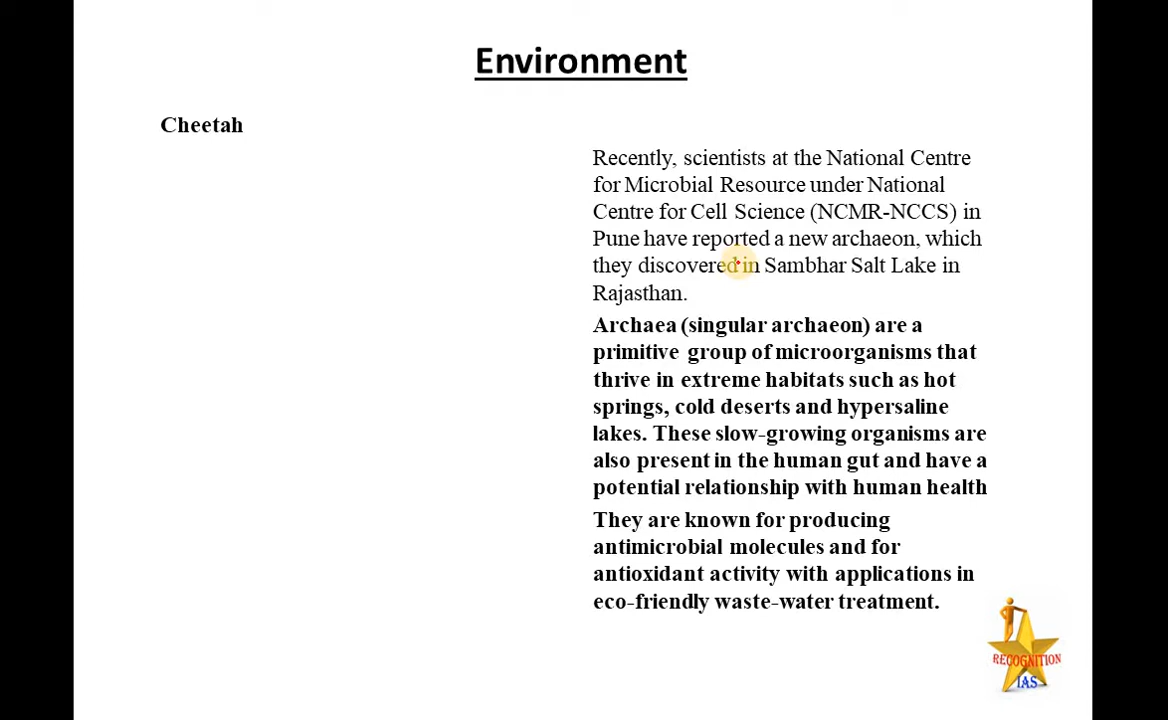 Environment
Cheetah
Recently, scientists at the National Centre
for Microbial Resource under National
Centre for Cell Science (NCMR-NCCS) in
Pune have reported a new archaeon, which
they discovered in Sambhar Salt Lake in
Rajasthan.
Archaea (singular archaeon) are a
primitive group of microorganisms that
thrive in extreme habitats such as hot
springs, cold deserts and hypersaline
lakes. These slow-growing organisms are
also present in the human gut and have a
potential relationship with human health
They are known for producing
antimicrobial molecules and for
antioxidant activity with applications in
eco-friendly waste-water treatment.
RECOGNITION
IAS